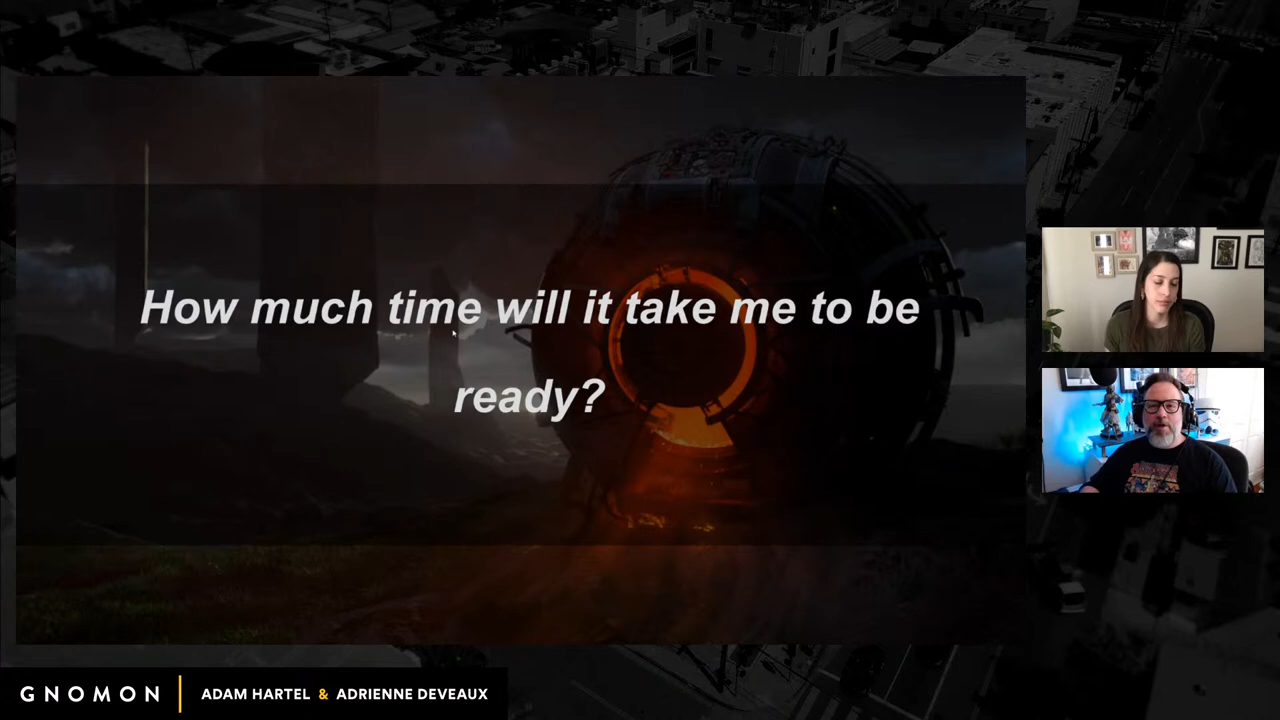 How much time will it take me to be
ready?
GNOMON
ADAM HARTEL & ADRIENNE DEVEAUX